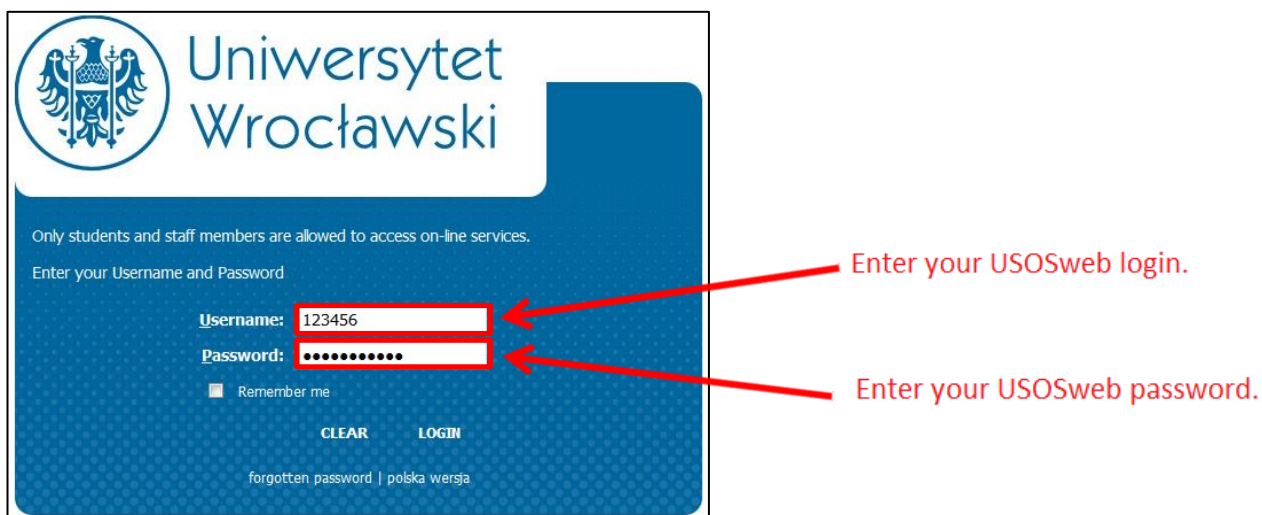 Uniwersytet
Wrocławski
Only students and staff members are allowed to access on-line services.
Enter your Username and Password
Enter your USOSweb login.
Username: 123456
Password: •••••••••••
Enter your USOSweb password.
Remember me
CLEAR LOGIN
forgotten password | polska wersja